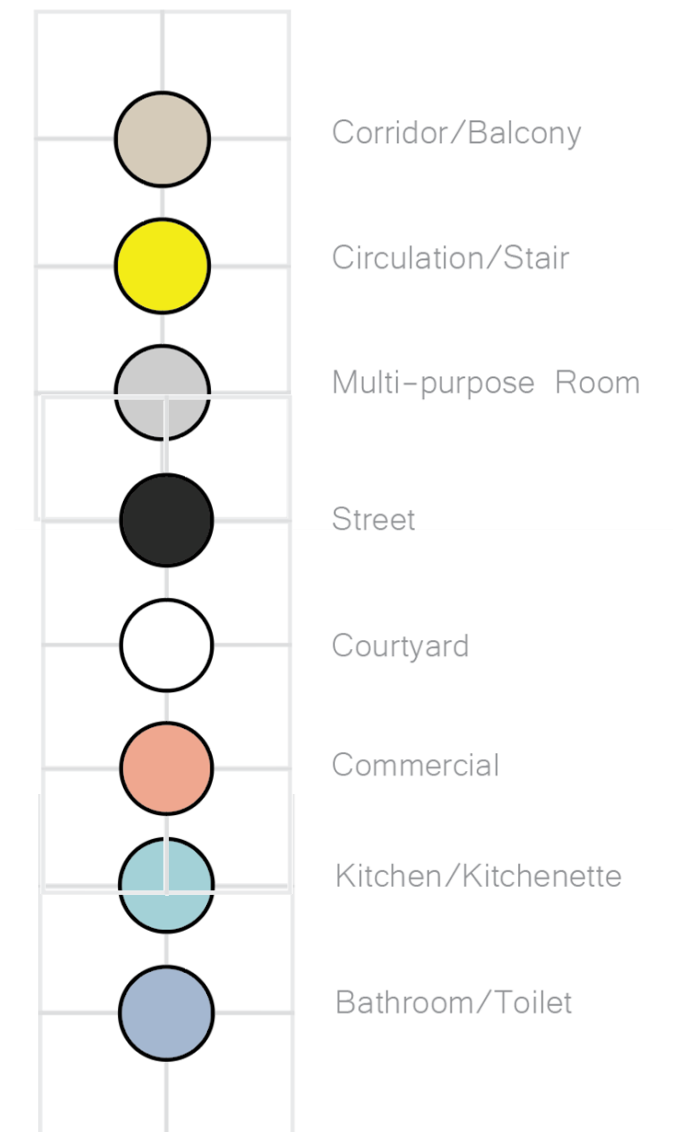 Corridor/Balcony
Circulation/Stair
Multi-purpose Room
Street
Courtyard
Commercial
Kitchen/Kitchenette
Bathroom/Toilet